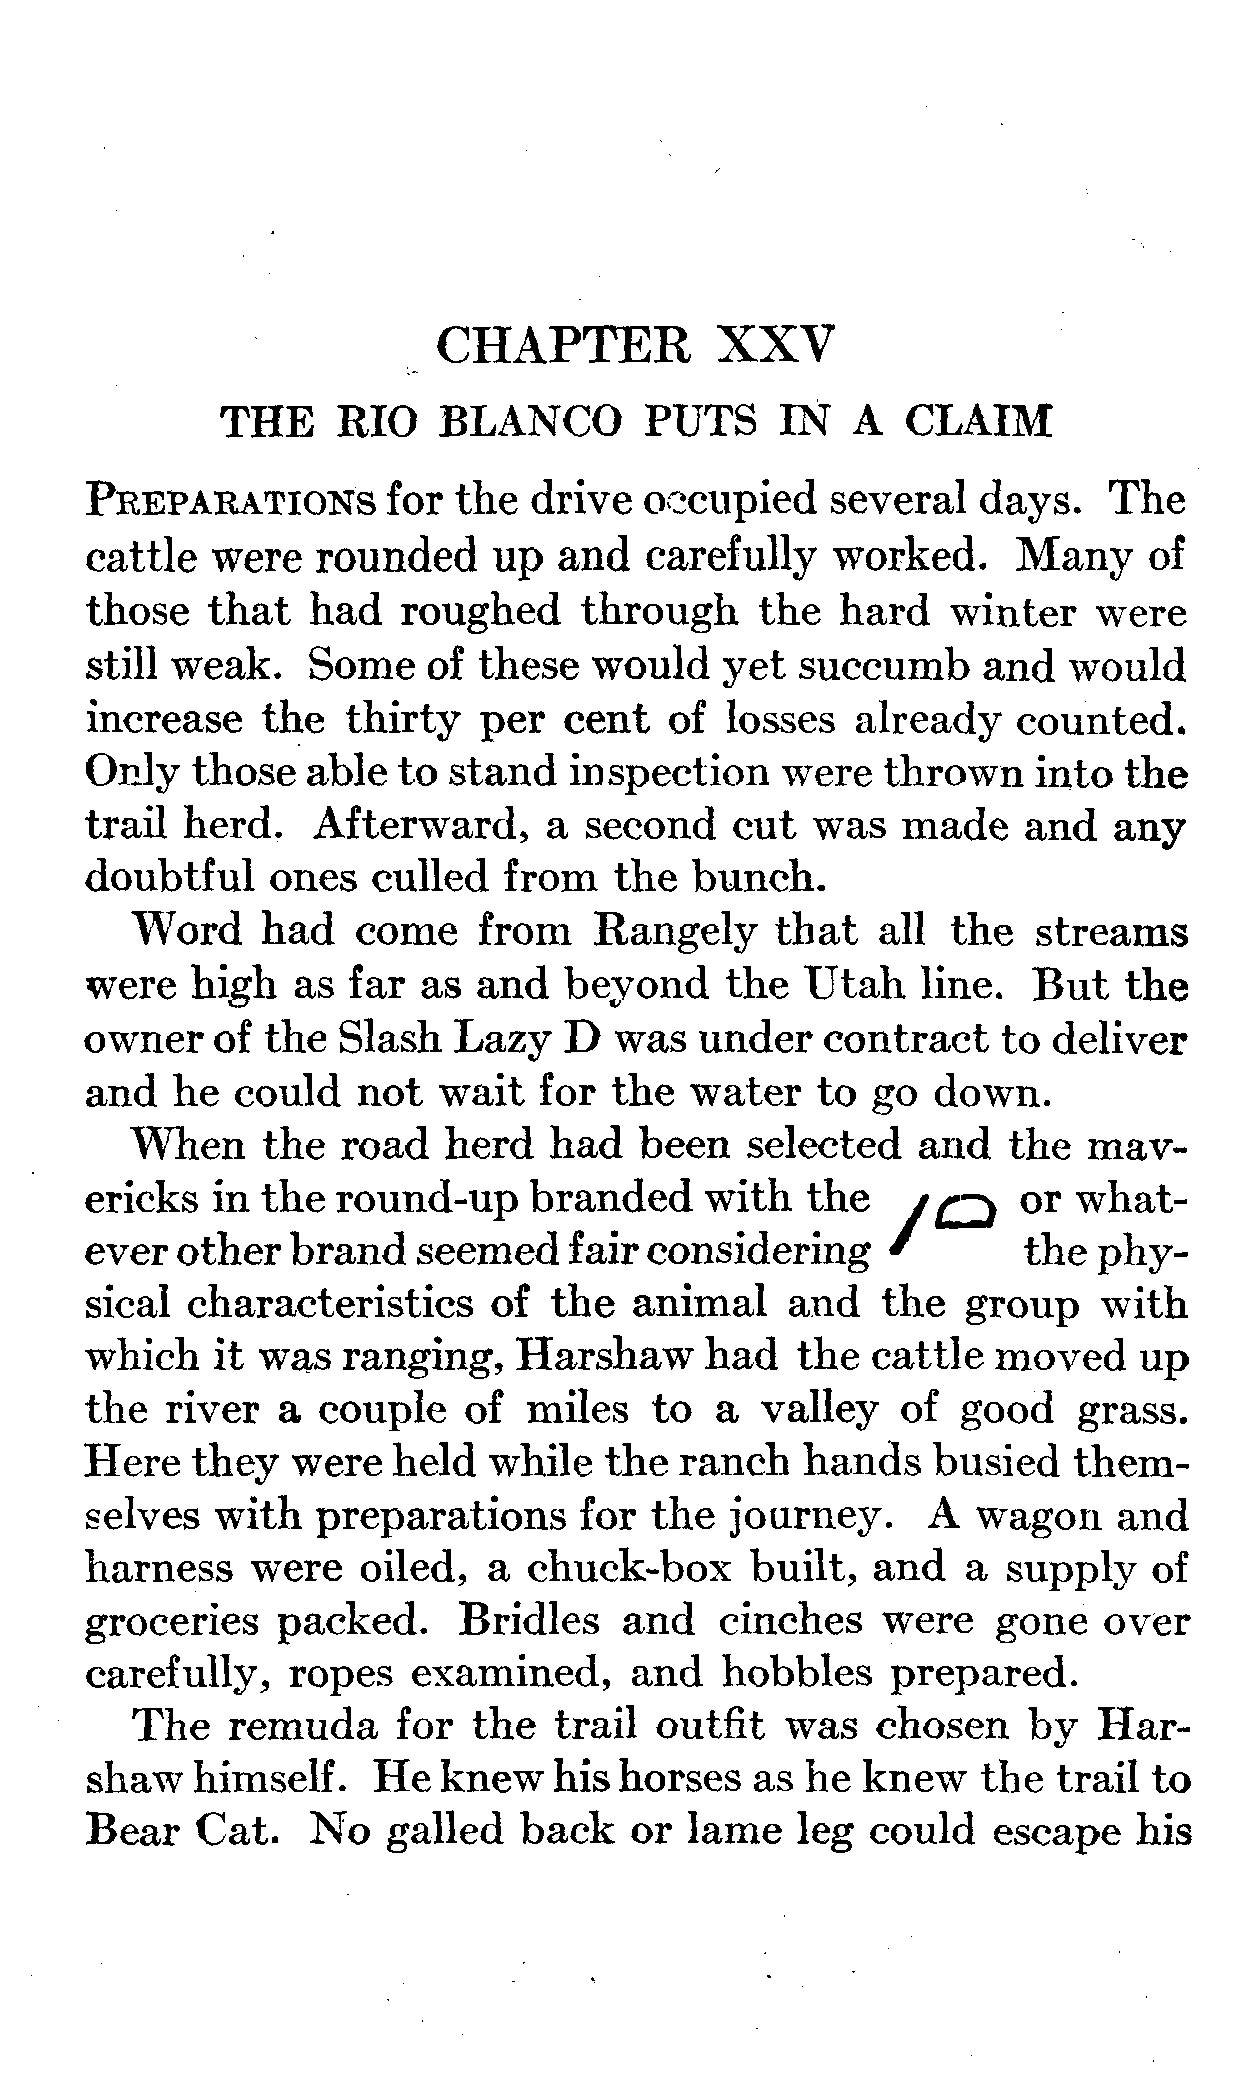 CHAPTER XXV
THE RIO BLANCO PUTS IN A CLAIM
PREPARATIONS for the drive occupied several days. The
cattle were rounded up and carefully worked. Many of
those that had roughed through the hard winter were
still weak. Some of these would yet succumb and would
increase the thirty per cent of losses already counted.
Only those able to stand inspection were thrown into the
trail herd. Afterward, a second cut was made and any
doubtful ones culled from the bunch.
Word had come from Rangely that all the streams
were high as far as and beyond the Utah line. But the
owner of the Slash Lazy D was under contract to deliver
and he could not wait for the water to go down.
When the road herd had been selected and the mav-
ericks in the round-up branded with the or what-
ever other brand seemed fair considering the phy-
sical characteristics of the animal and the group with
which it was ranging, Harshaw had the cattle moved up
the river a couple of miles to a valley of good grass.
Here they were held while the ranch hands busied them-
selves with preparations for the journey. A wagon and
harness were oiled, a chuck-box built, and a supply of
groceries packed. Bridles and cinches were gone over
carefully, ropes examined, and hobbles prepared.
The remuda for the trail outfit was chosen by Har-
shaw himself. He knew his horses as he knew the trail to
Bear Cat. No galled back or lame leg could escape his